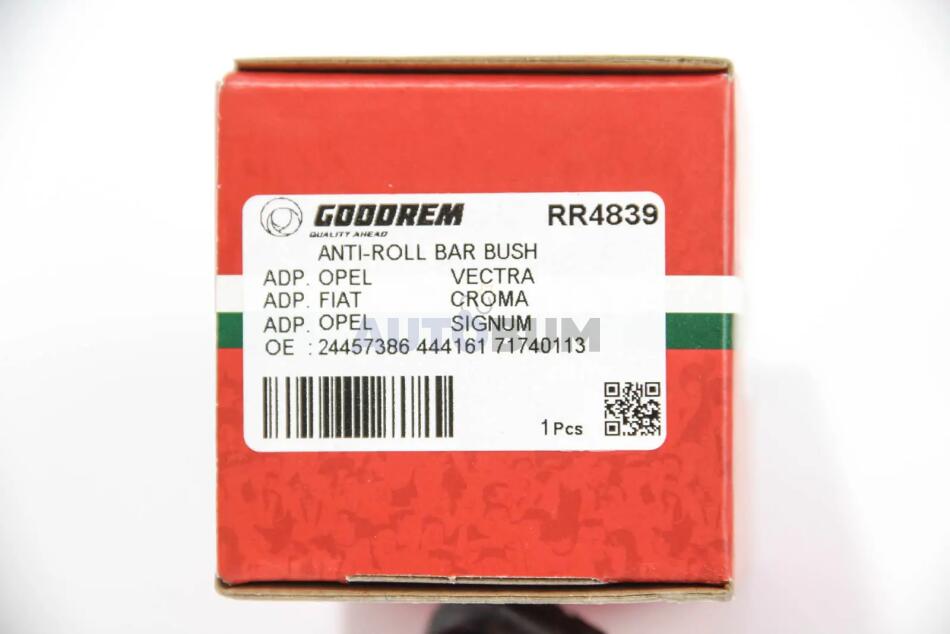 GOODREM RR4839
QUALITY AHEAD
ANTI-ROLL BAR BUSH
ADP. OPEL VECTRA
ADP. FIAT CROMA
ADP. OPEL SIGNUM
OE : 24457386 444161 71740113
1 Pcs